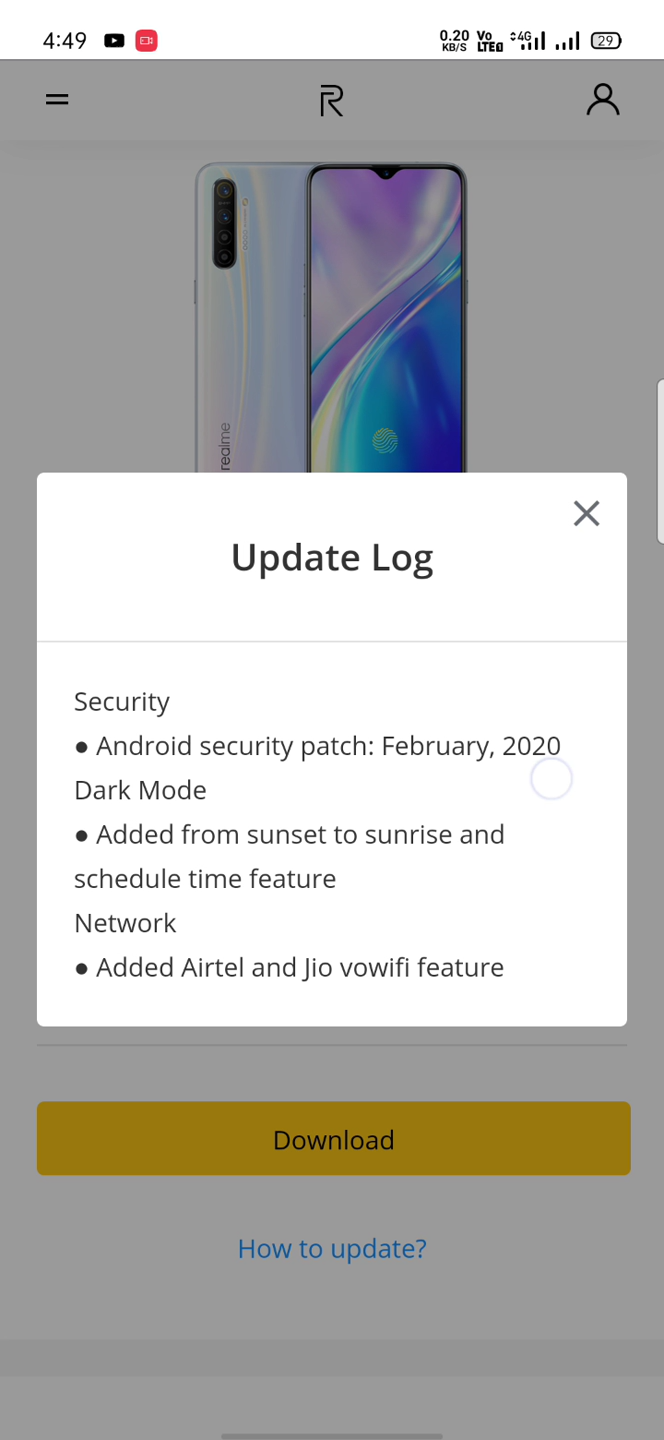 4:49
0.20
KB/S
Vo
LTE
4G
29
realme
Update Log
Security
● Android security patch: February, 2020
Dark Mode
● Added from sunset to sunrise and
schedule time feature
Network
● Added Airtel and Jio vowifi feature
Download
How to update?